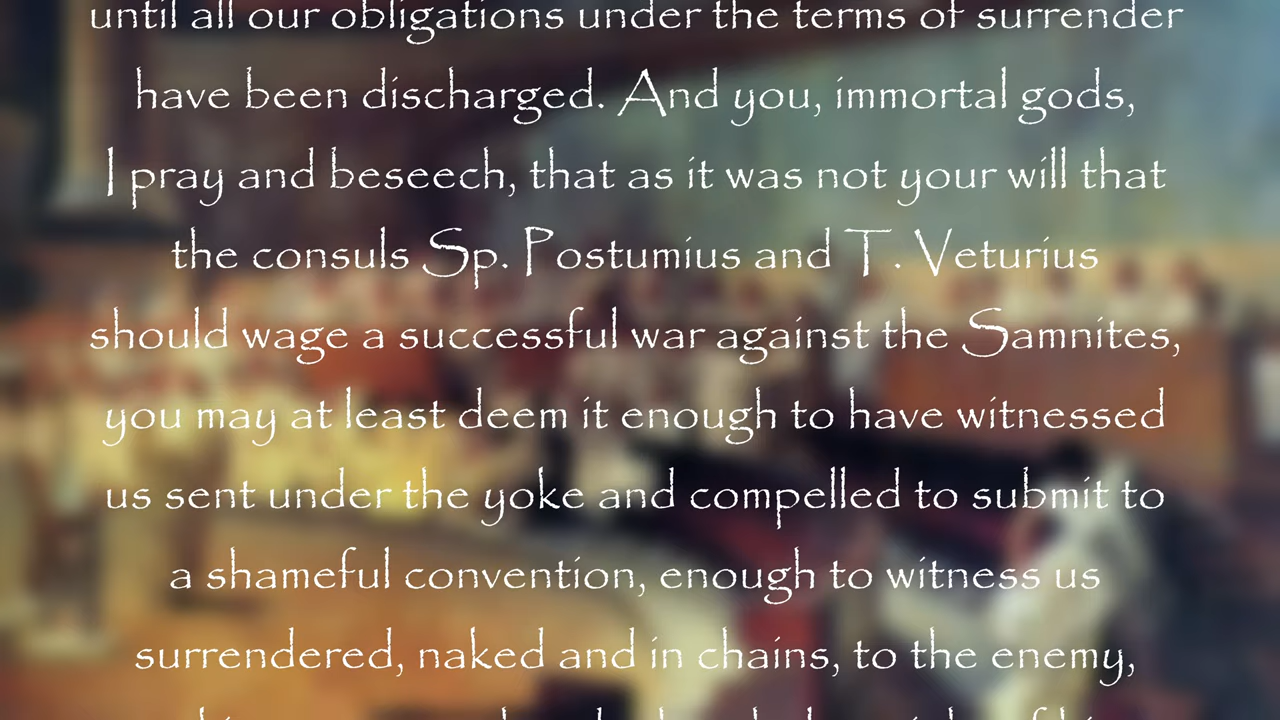 until all our obligations under the terms of surrender
have been discharged. And you, immortal gods,
I pray and beseech, that as it was not your will that
the consuls Sp. Postumius and T. Veturius
should wage a successful war against the Samnites,
you may at least deem it enough to have witnessed
us sent under the yoke and compelled to submit to
a shameful convention, enough to witness us
surrendered, naked and in chains, to the enemy,